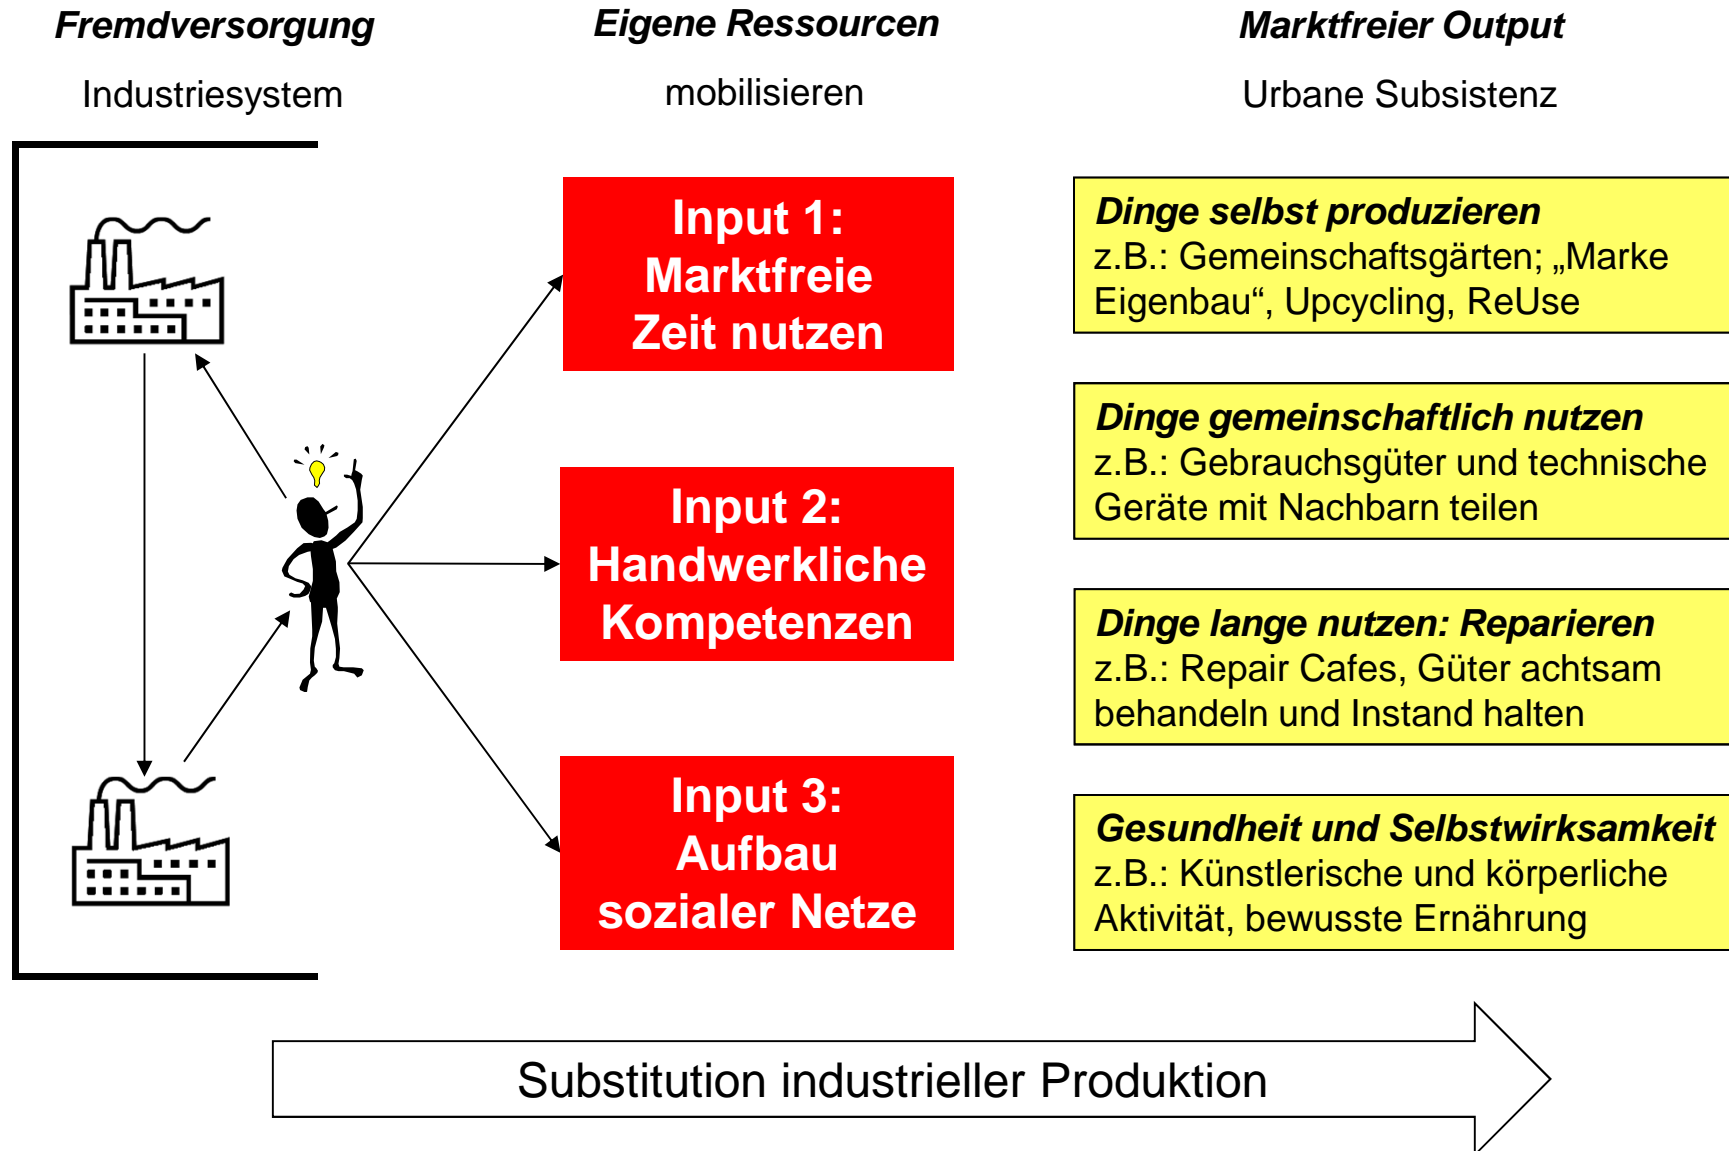 Fremdversorgung
Industriesystem
Eigene Ressourcen
mobilisieren
Marktfreier Output
Urbane Subsistenz
Input 1:
Marktfreie
Zeit nutzen
Input 2:
Handwerkliche
Kompetenzen
Input 3:
Aufbau
sozialer Netze
Dinge selbst produzieren
z.B.: Gemeinschaftsgärten; „Marke
Eigenbau“, Upcycling, ReUse
Dinge gemeinschaftlich nutzen
z.B.: Gebrauchsgüter und technische
Geräte mit Nachbarn teilen
Dinge lange nutzen: Reparieren
z.B.: Repair Cafes, Güter achtsam
behandeln und Instand halten
Gesundheit und Selbstwirksamkeit
z.B.: Künstlerische und körperliche
Aktivität, bewusste Ernährung
Substitution industrieller Produktion